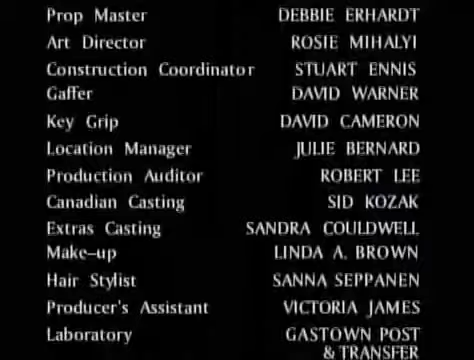 Prop Master DEBBIE ERHARDT
Art Director ROSIE MIHALYI
Construction Coordinator STUART ENNIS
Gaffer DAVID WARNER
Key Grip DAVID CAMERON
Location Manager JULIE BERNARD
Production Auditor ROBERT LEE
Canadian Casting SID KOZAK
Extras Casting SANDRA COULDWELL
Make-up LINDA A. BROWN
Hair Stylist SANNA SEPPANEN
Producer's Assistant VICTORIA JAMES
Laboratory GASTOWN POST
& TRANSFER